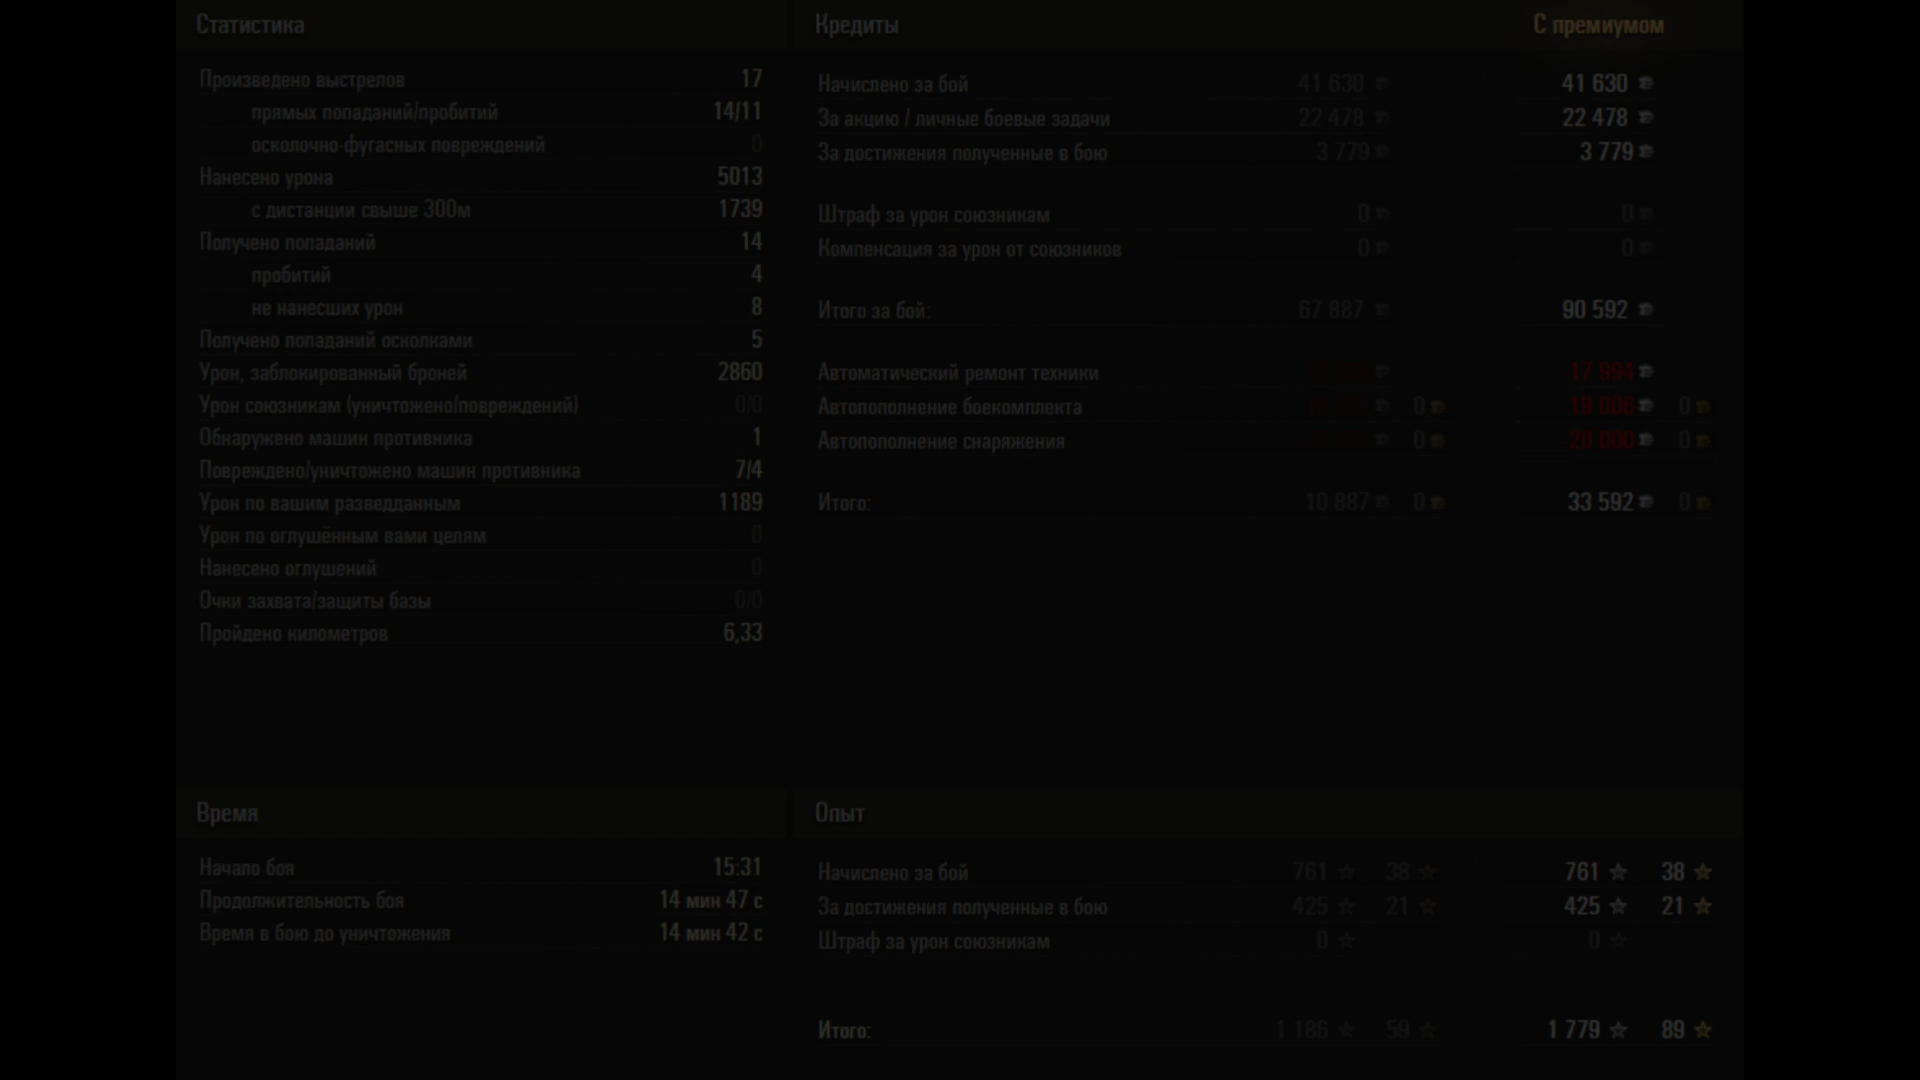 Статистика
Произведено выстрелов 17
прямых попаданий/пробитий 14/11
осколочно-фугасных повреждений 0
Нанесено урона 5013
с дистанции свыше 300м 1739
Получено попаданий 14
пробитий 4
не нанесших урон 8
Получено попаданий осколками 5
Урон, заблокированный броней 2860
Урон союзникам (уничтожено/повреждений) 0/0
Обнаружено машин противника 1
Повреждено/уничтожено машин противника 7/4
Урон по вашим разведданным 1189
Урон по оглушённым вами целям 0
Нанесено оглушений 0
Очки захвата/защиты базы 0/0
Пройдено километров 6,33
Кредиты С премиумом
Начислено за бой 41 630 41 630
За акцию / личные боевые задачи 22 478 22 478
За достижения полученные в бою 3 779 3 779
Штраф за урон союзникам 0 0
Компенсация за урон от союзников 0 0
Итого за бой: 67 887 90 592
Автоматический ремонт техники 17 994
Автопополнение боекомплекта 0 19 006 0
Автопополнение снаряжения 0 20 000 0
Итого: 10 887 0 33 592 0
Время
Начало боя 15:31
Продолжительность боя 14 мин 47 с
Время в бою до уничтожения 14 мин 42 с
Опыт
Начислено за бой 761 38 761 38
За достижения полученные в бою 425 21 425 21
Штраф за урон союзникам 0 0
Итого: 1 186 59 1 779 89